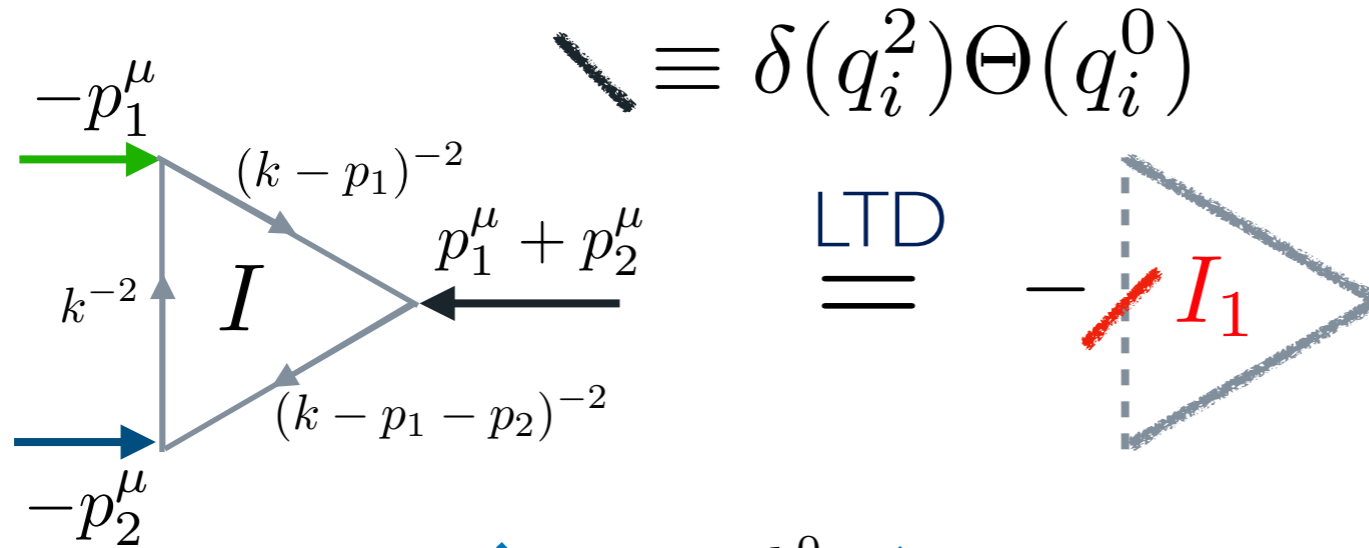 ≡ δ(q_i^2)Θ(q_i^0)
−p_1^μ
(k − p_1)^{−2}
p_1^μ + p_2^μ
LTD
=
−
I_1
k^{−2}
I
(k − p_1 − p_2)^{−2}
−p_2^μ